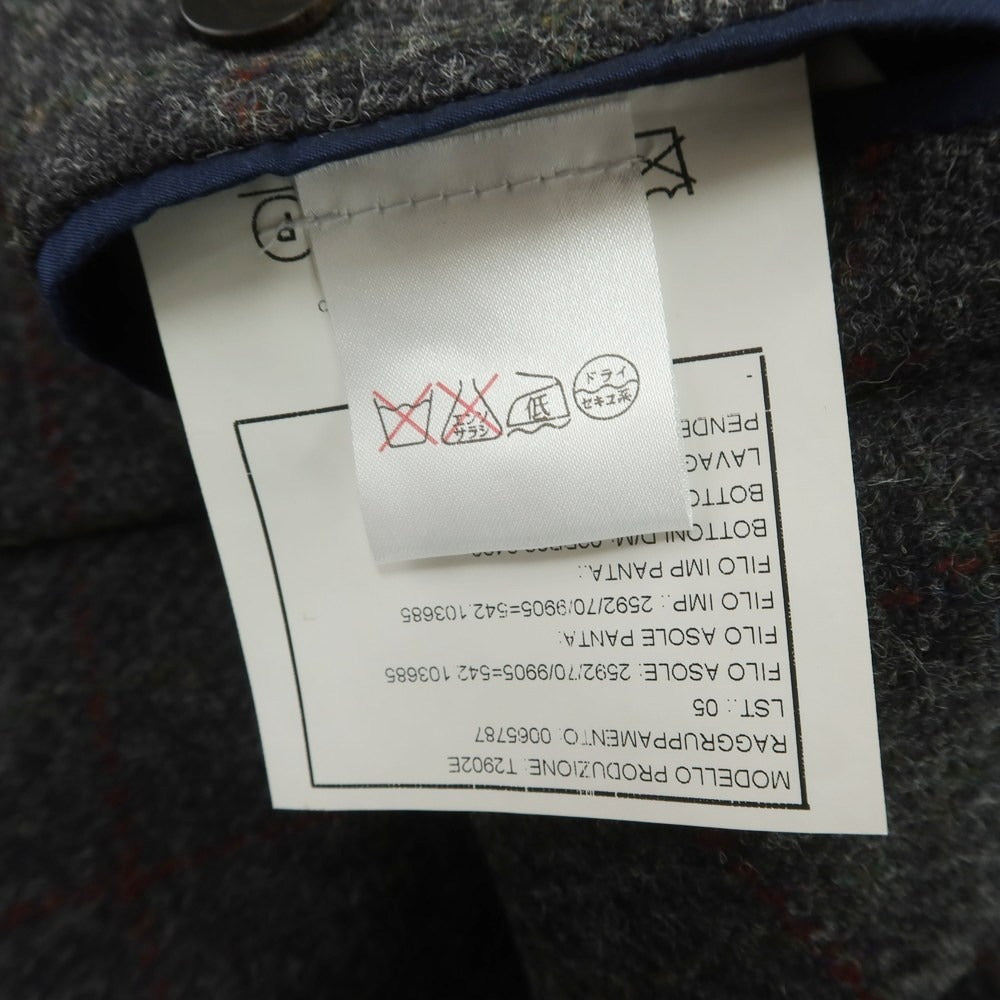 エンソ
サラシ
低
ドライ
セキユ系
MODELLO PRODUZIONE: T2902E
RAGGRUPPAMENTO: 0065787
LST.: 05
FILO ASOLE: 2592/70/9905=542.103685
FILO ASOLE PANTA:
FILO IMP.: 2592/70/9905=542.103685
FILO IMP PANTA.:
BOTTONI D/M:
BOTTO
LAVAG
PENDE